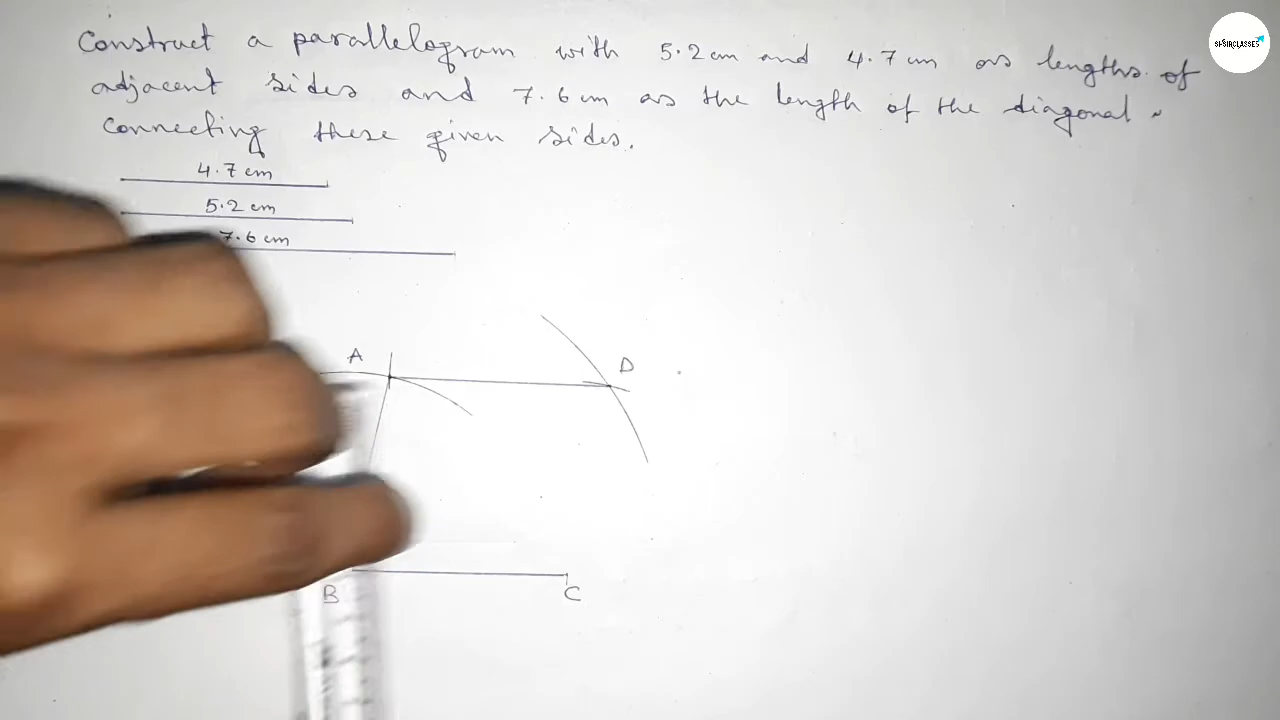 Construct a parallelogram with 5.2 cm and 4.7 cm as lengths of
adjacent sides and 7.6 cm as the length of the diagonal
connecting these given sides.
4.7 cm
5.2 cm
7.6 cm
A
D
B
C
SHSIRCLASSES